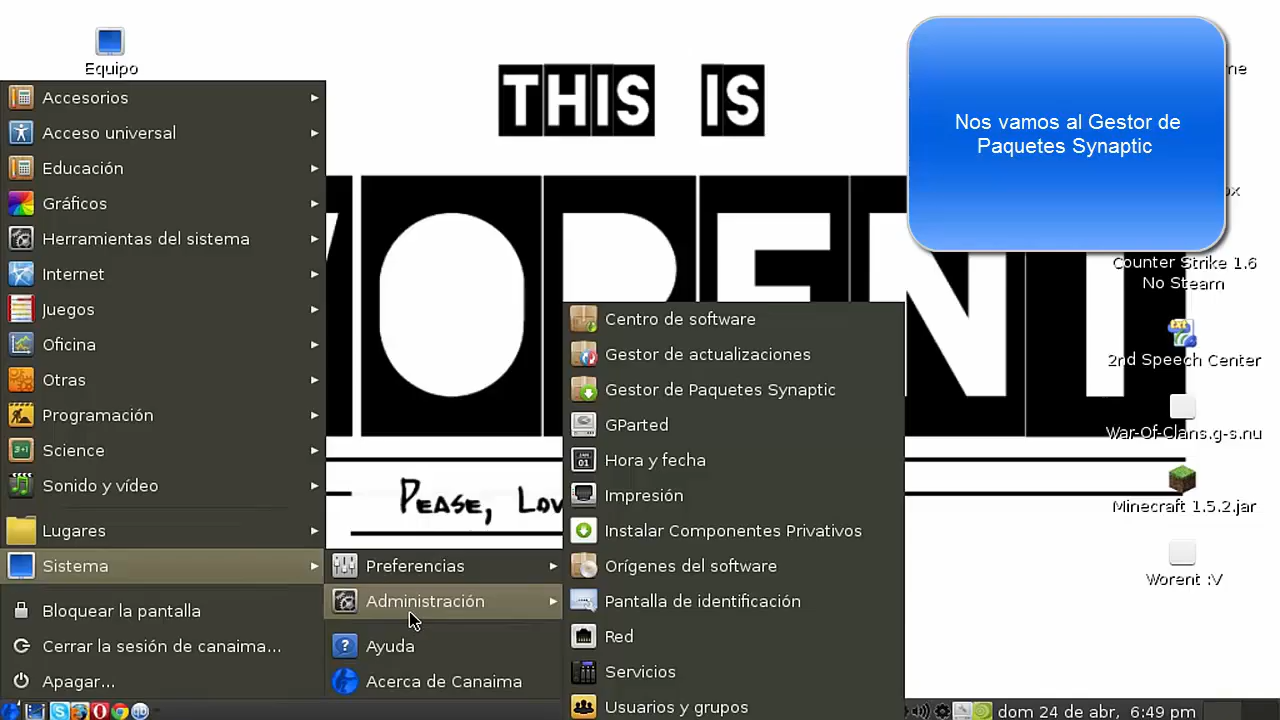 Equipo
THIS IS
Nos vamos al Gestor de
Paquetes Synaptic
Accesorios
Acceso universal
Educación
Gráficos
Herramientas del sistema
Internet
Juegos
Oficina
Otras
Programación
Science
Sonido y vídeo
Lugares
Sistema
Bloquear la pantalla
Cerrar la sesión de canaima...
Apagar...
Preferencias
Administración
Ayuda
Acerca de Canaima
Centro de software
Gestor de actualizaciones
Gestor de Paquetes Synaptic
GParted
Hora y fecha
Impresión
Instalar Componentes Privativos
Orígenes del software
Pantalla de identificación
Red
Servicios
Usuarios y grupos
PEASE,
Counter Strike 1.6
No Steam
2nd Speech Center
War-Of-Clans.g-s.nu
Minecraft 1.5.2.jar
Worent :V
dom 24 de abr, 6:49 pm